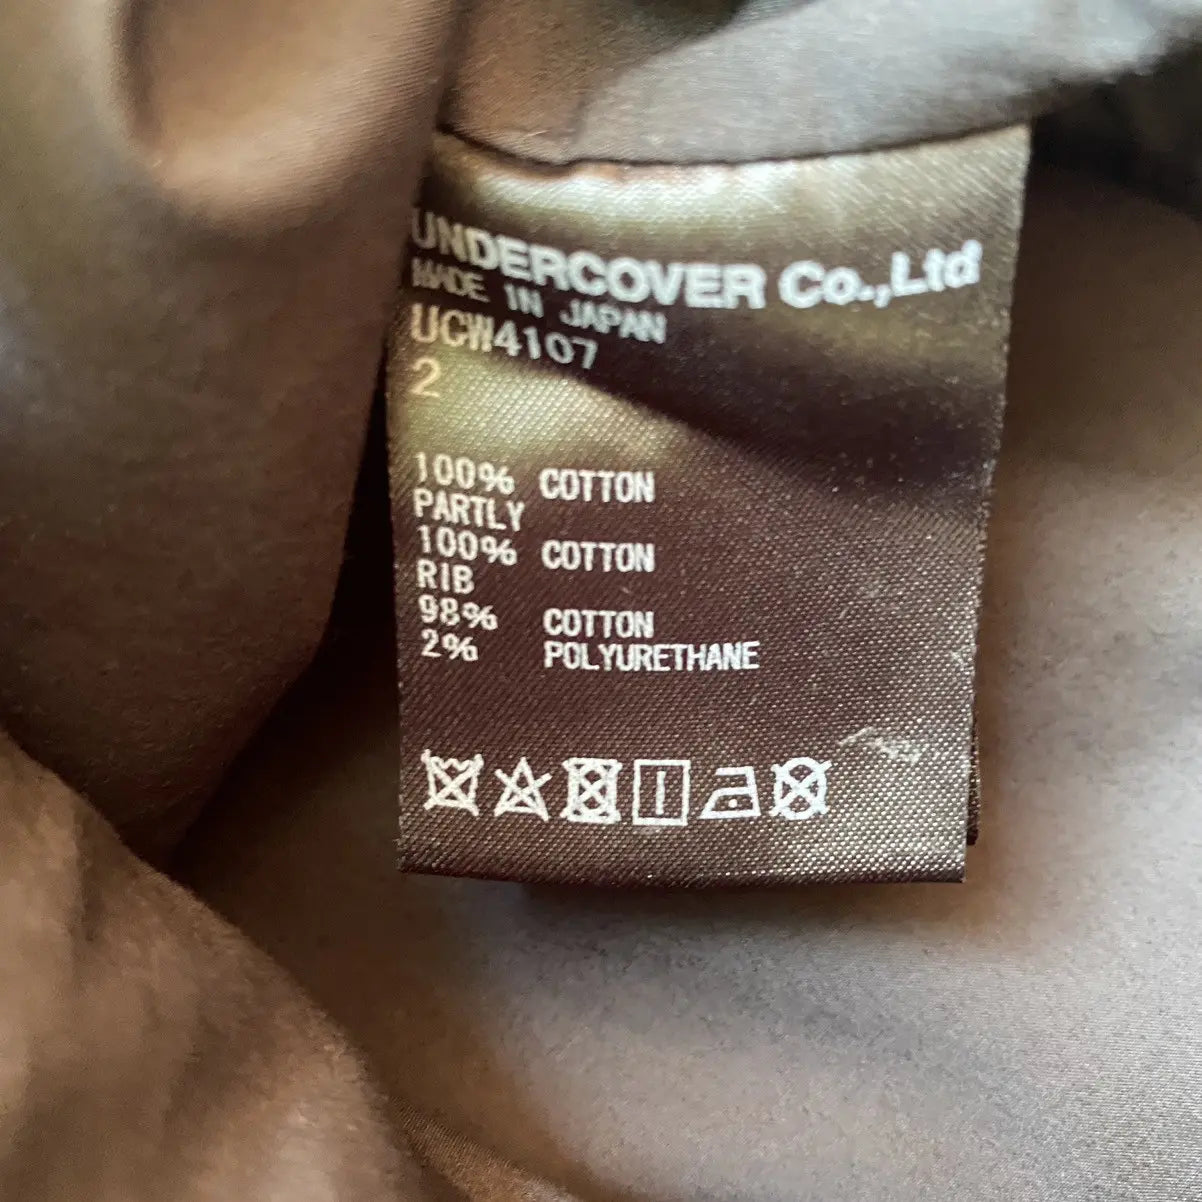 UNDERCOVER Co.,Ltd
MADE IN JAPAN
UCW4107
2
100% COTTON
PARTLY
100% COTTON
RIB
98% COTTON
2% POLYURETHANE